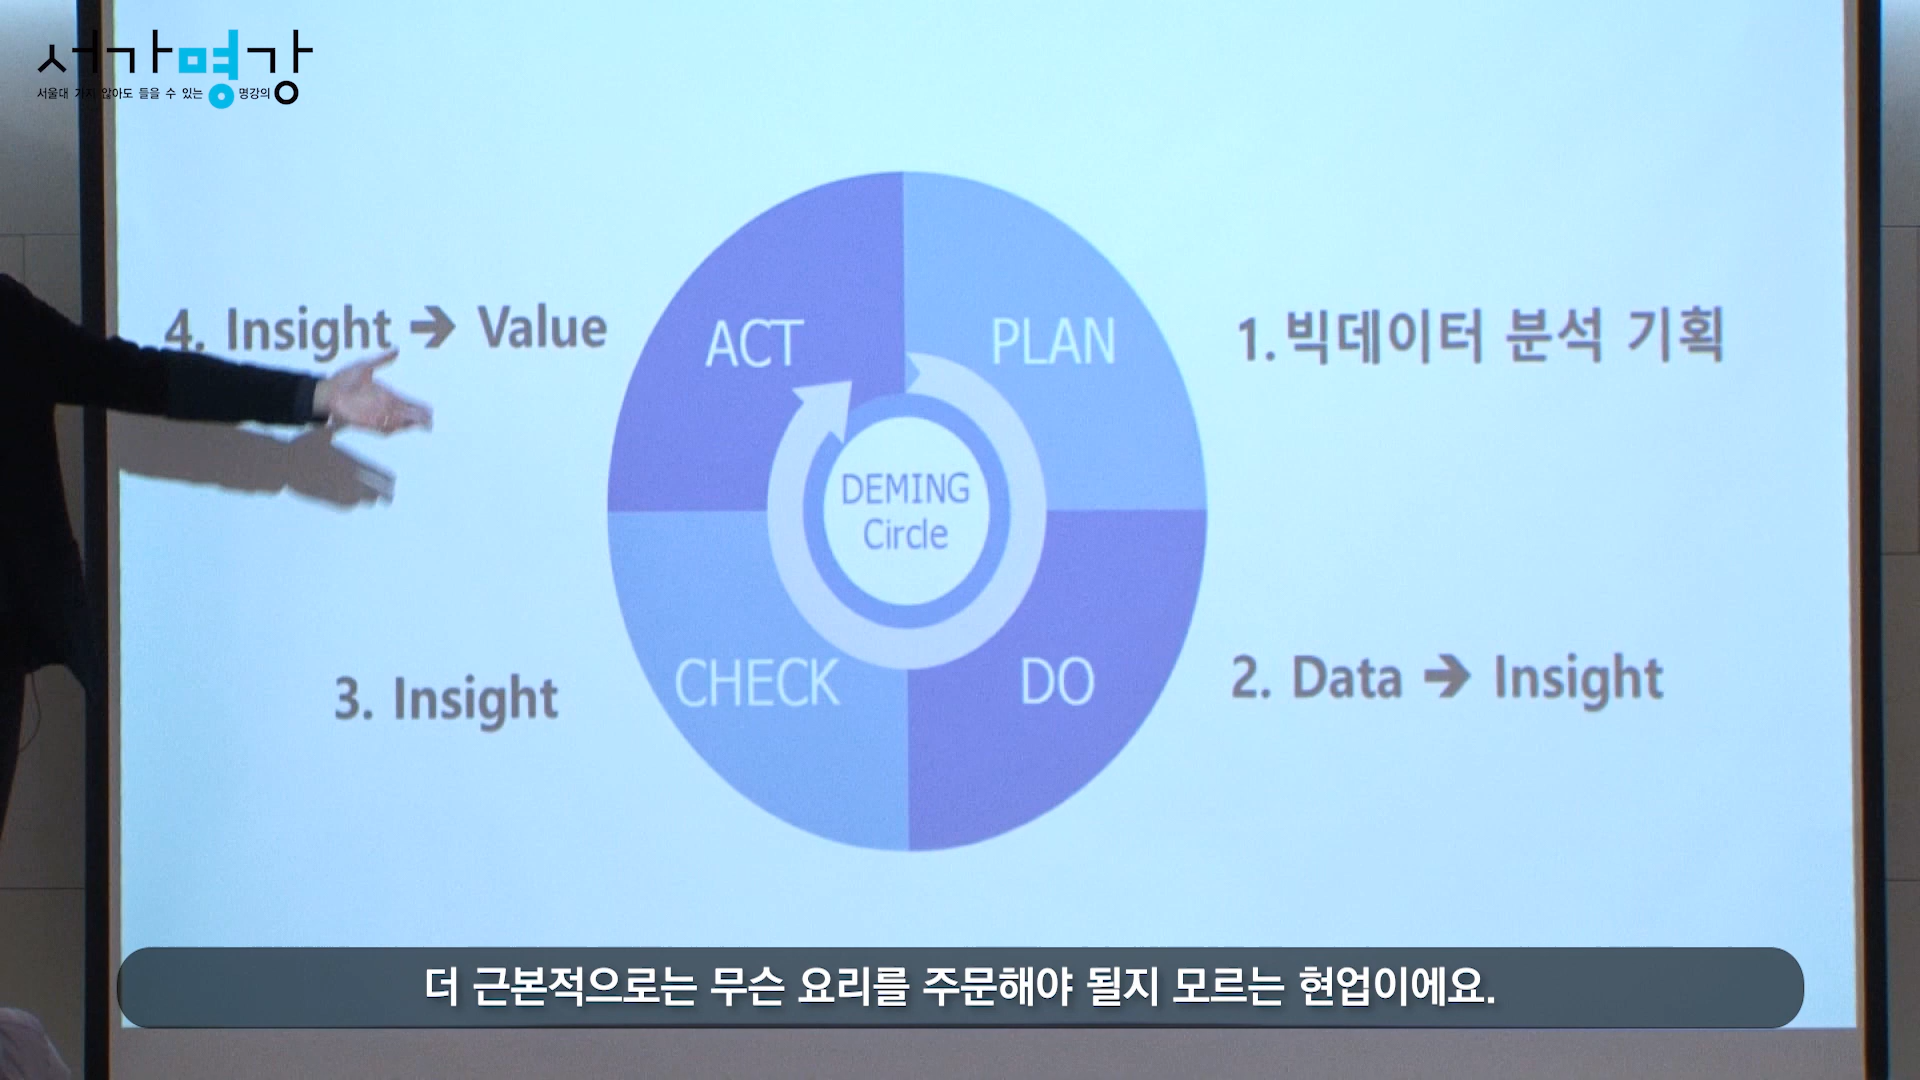 서가명강
서울대 가지 않아도 들을 수 있는 명강의
4. Insight ➔ Value
ACT
PLAN
1. 빅데이터 분석 기획
DEMING
Circle
3. Insight
CHECK
DO
2. Data ➔ Insight
더 근본적으로는 무슨 요리를 주문해야 될지 모르는 현업이에요.